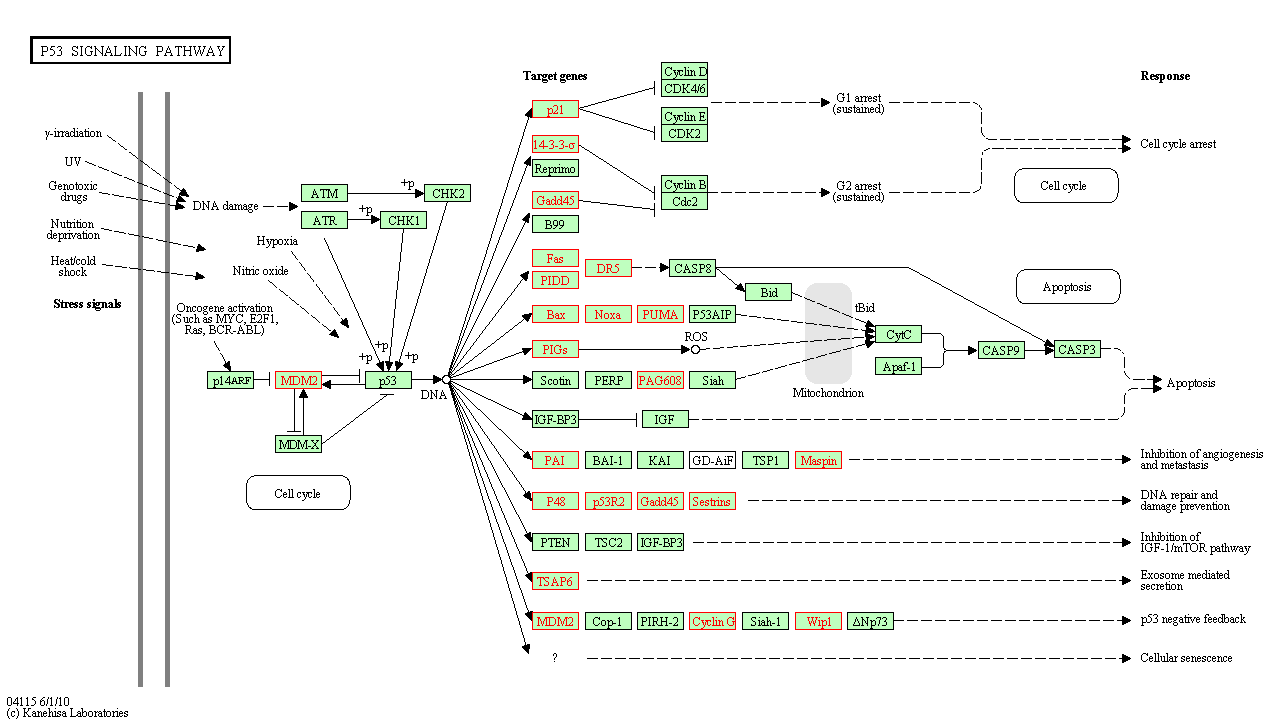 P53 SIGNALING PATHWAY
Target genes
Response
γ-irradiation
UV
Genotoxic
drugs
Nutrition
deprivation
Heat/cold
shock
Stress signals
DNA damage
ATM
+p
CHK2
ATR
+p
CHK1
Hypoxia
Nitric oxide
Oncogene activation
(Such as MYC, E2F1,
Ras, BCR-ABL)
+p
+p
+p
p14ARF
MDM2
p53
DNA
MDM-X
Cell cycle
p21
Cyclin D
CDK4/6
Cyclin E
CDK2
G1 arrest
(sustained)
14-3-3-σ
Reprimo
Gadd45
B99
Cyclin B
Cdc2
G2 arrest
(sustained)
Cell cycle arrest
Cell cycle
Fas
PIDD
DR5
CASP8
Bid
tBid
Apoptosis
Bax
Noxa
PUMA
P53AIP
PIGs
ROS
CytC
Apaf-1
CASP9
CASP3
Mitochondrion
Scotin
PERP
PAG608
Siah
Apoptosis
IGF-BP3
IGF
PAI
BAI-1
KAI
GD-AiF
TSP1
Maspin
Inhibition of angiogenesis
and metastasis
P48
p53R2
Gadd45
Sestrins
DNA repair and
damage prevention
PTEN
TSC2
IGF-BP3
Inhibition of
IGF-1/mTOR pathway
TSAP6
Exosome mediated
secretion
MDM2
Cop-1
PIRH-2
Cyclin G
Siah-1
Wip1
ΔNp73
p53 negative feedback
?
Cellular senescence
04115 6/1/10
(c) Kanehisa Laboratories